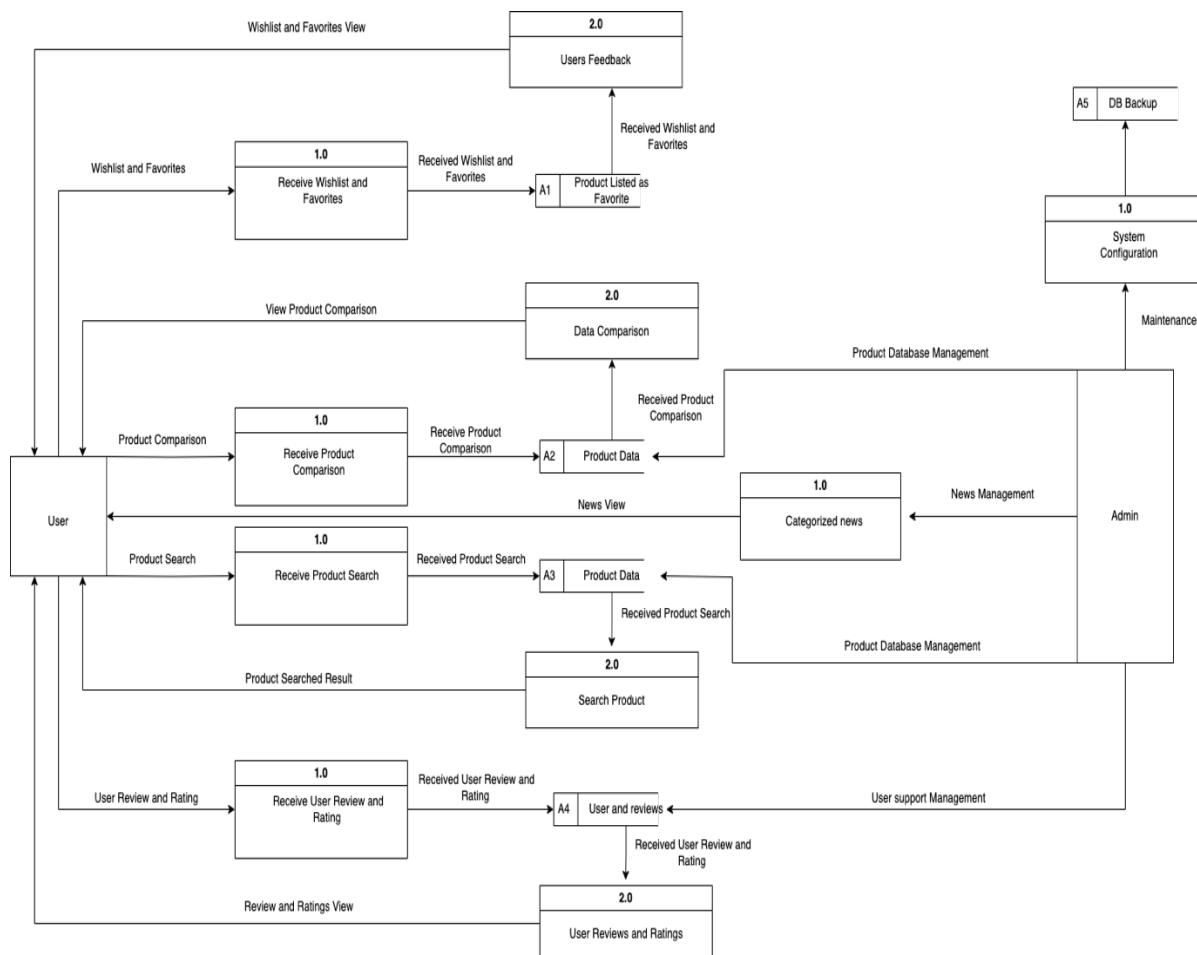 Wishlist and Favorites View
2.0
Users Feedback
A5
DB Backup
Received Wishlist and
Favorites
1.0
Receive Wishlist and
Favorites
Wishlist and Favorites
Received Wishlist and
Favorites
A1
Product Listed as
Favorite
1.0
System
Configuration
2.0
Data Comparison
View Product Comparison
Maintenance
Product Database Management
Received Product
Comparison
1.0
Receive Product
Comparison
Product Comparison
Receive Product
Comparison
A2
Product Data
1.0
Categorized news
News Management
News View
User
Admin
1.0
Receive Product Search
Product Search
Received Product Search
A3
Product Data
Received Product Search
Product Database Management
2.0
Search Product
Product Searched Result
1.0
Receive User Review and
Rating
User Review and Rating
Received User Review and
Rating
A4
User and reviews
User support Management
Received User Review and
Rating
2.0
User Reviews and Ratings
Review and Ratings View